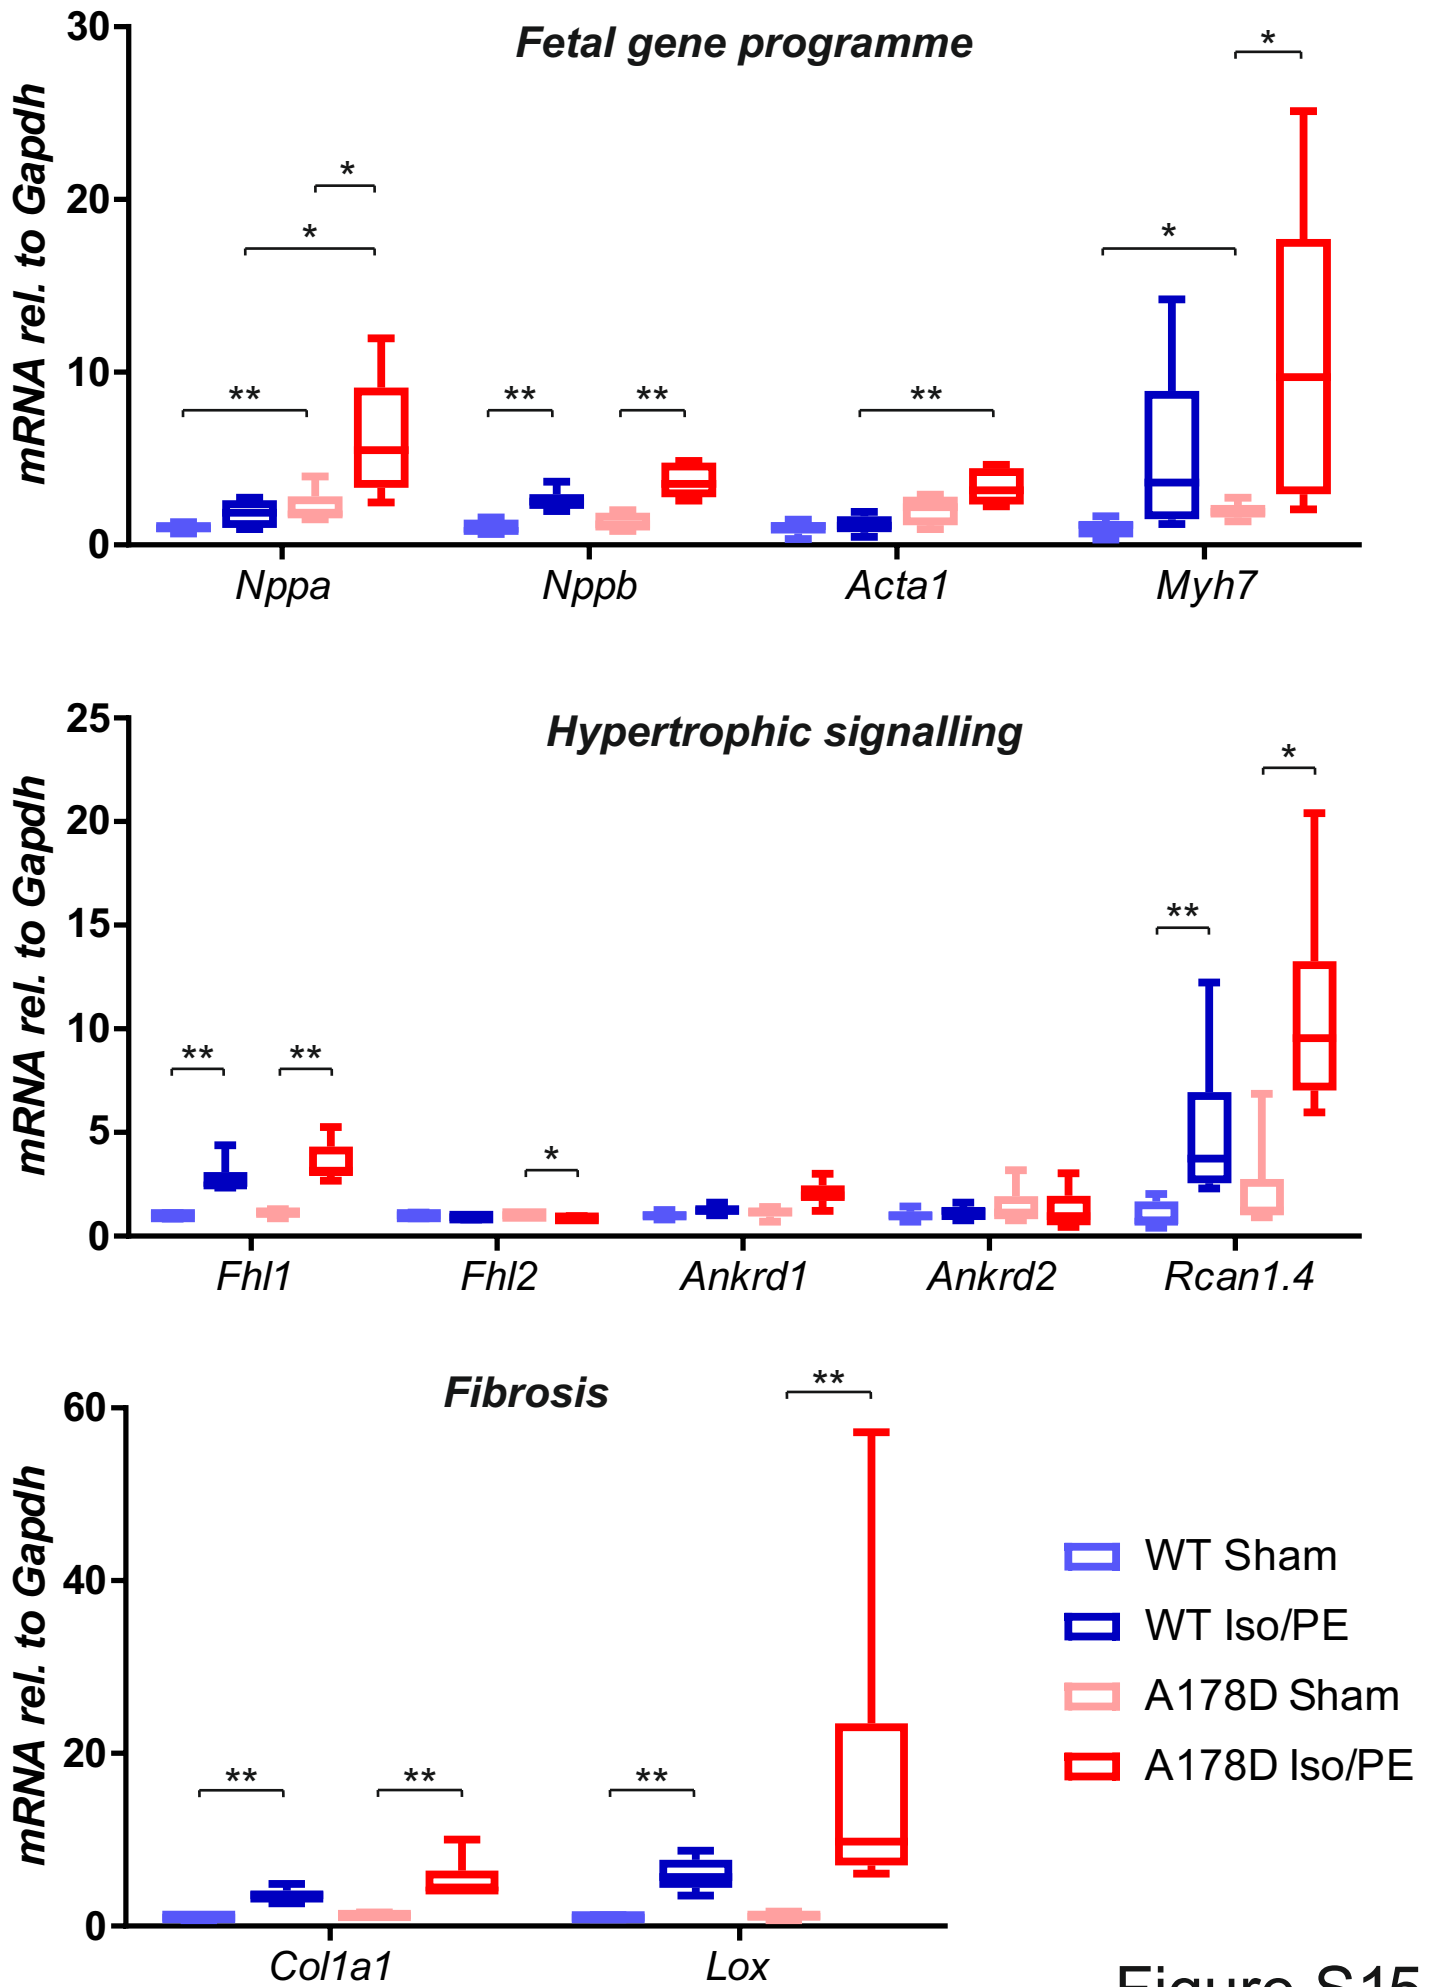 Fetal gene programme
mRNA rel. to Gapdh
30
20
10
0
*
*
**
**
**
**
*
*
Nppa Nppb Acta1 Myh7
Hypertrophic signalling
mRNA rel. to Gapdh
25
20
15
10
5
0
**
**
*
**
*
Fhl1 Fhl2 Ankrd1 Ankrd2 Rcan1.4
Fibrosis
mRNA rel. to Gapdh
60
40
20
0
**
**
**
**
Col1a1 Lox
WT Sham
WT Iso/PE
A178D Sham
A178D Iso/PE
Figure S15